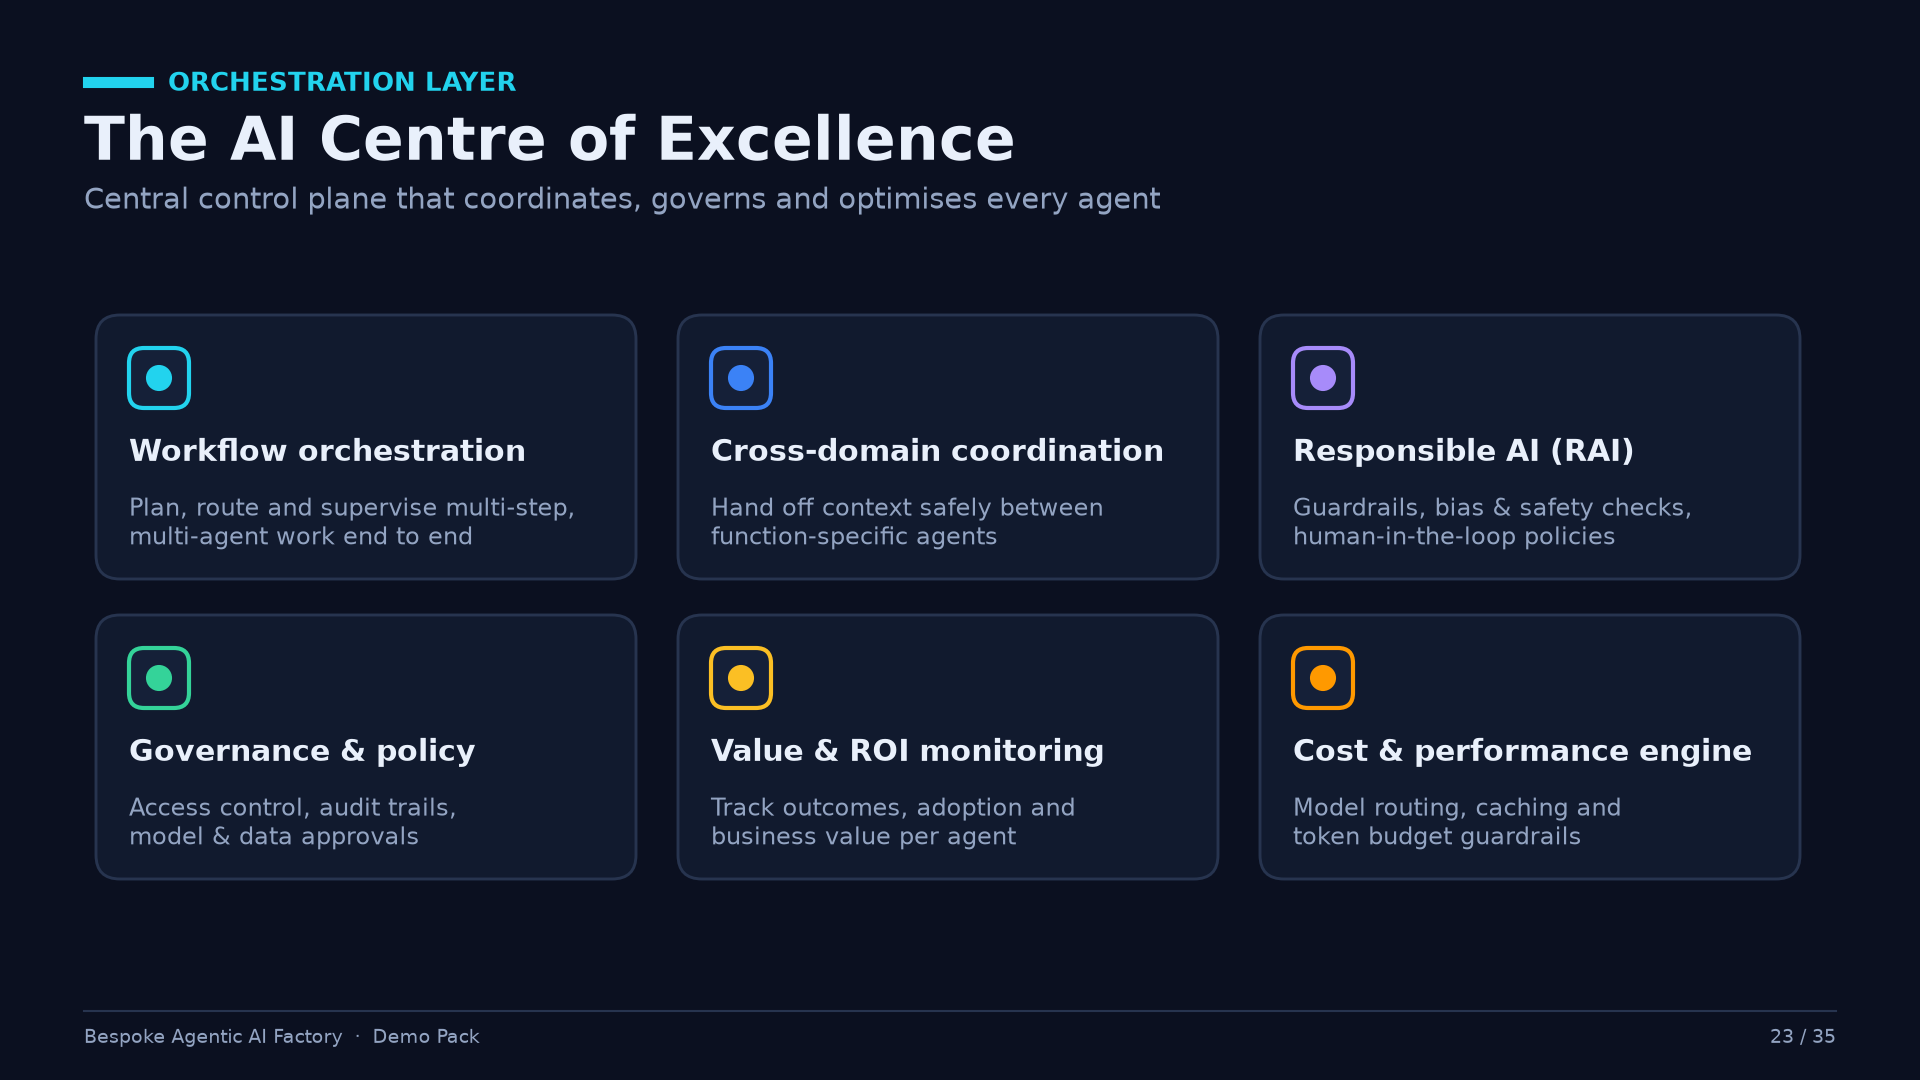 ORCHESTRATION LAYER
The AI Centre of Excellence
Central control plane that coordinates, governs and optimises every agent
Workflow orchestration
Plan, route and supervise multi-step,
multi-agent work end to end
Cross-domain coordination
Hand off context safely between
function-specific agents
Responsible AI (RAI)
Guardrails, bias & safety checks,
human-in-the-loop policies
Governance & policy
Access control, audit trails,
model & data approvals
Value & ROI monitoring
Track outcomes, adoption and
business value per agent
Cost & performance engine
Model routing, caching and
token budget guardrails
Bespoke Agentic AI Factory · Demo Pack
23 / 35